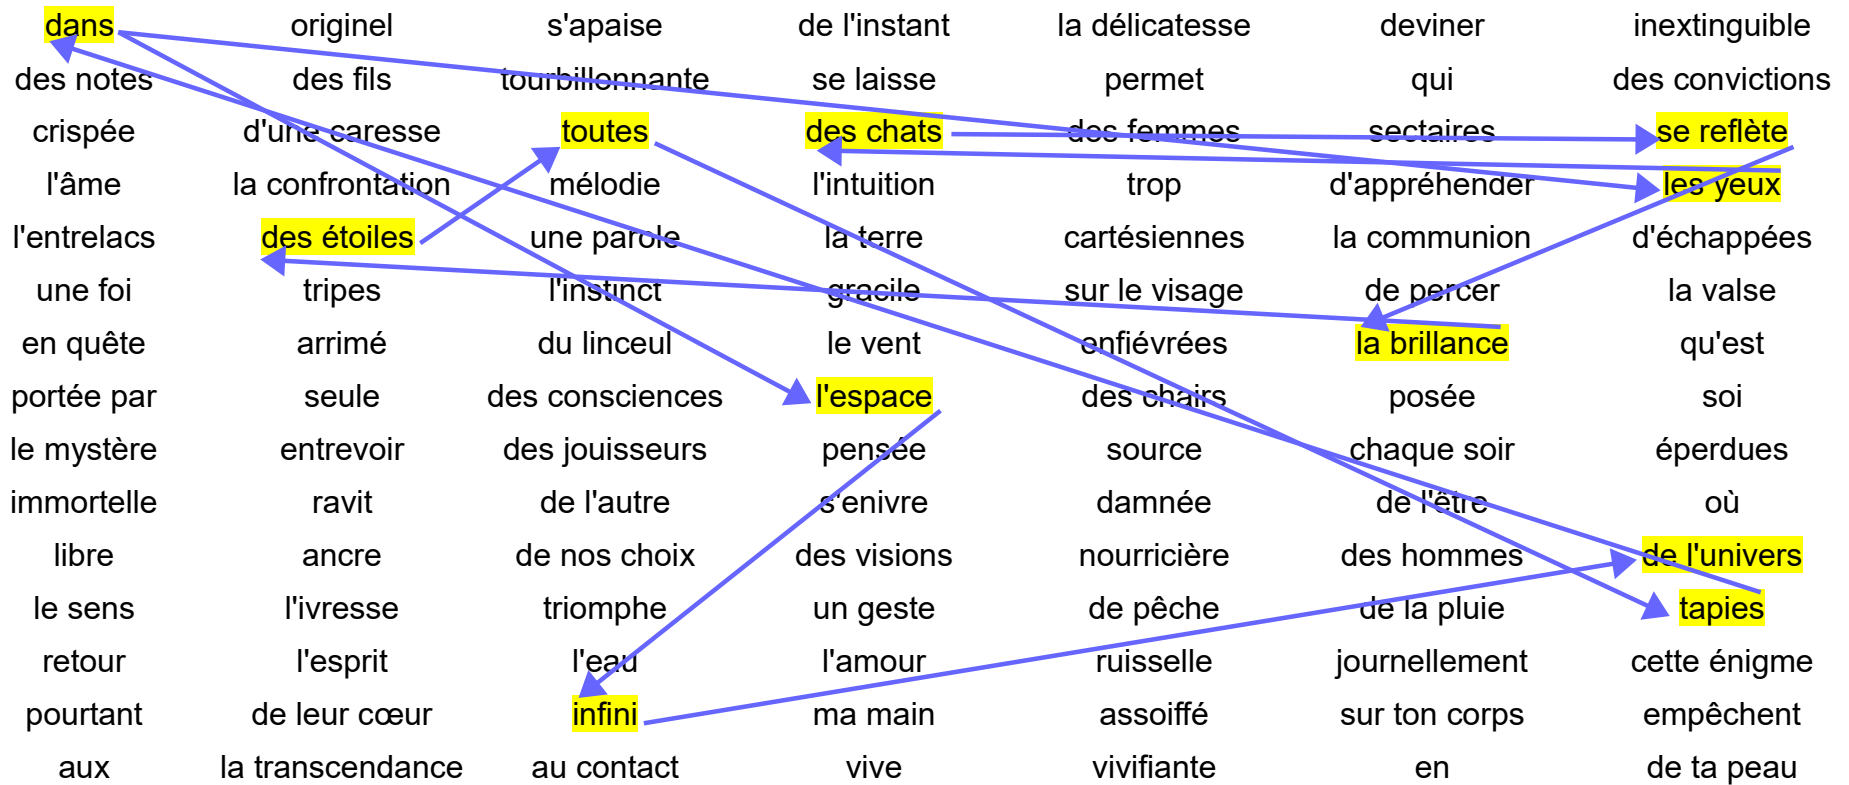 dans originel s'apaise de l'instant la délicatesse deviner inextinguible
des notes des fils tourbillonnante se laisse permet qui des convictions
crispée d'une caresse toutes des chats des femmes sectaires se reflète
l'âme la confrontation mélodie l'intuition trop d'appréhender les yeux
l'entrelacs des étoiles une parole la terre cartésiennes la communion d'échappées
une foi tripes l'instinct gracile sur le visage de percer la valse
en quête arrimé du linceul le vent enfiévrées la brillance qu'est
portée par seule des consciences l'espace des chairs posée soi
le mystère entrevoir des jouisseurs pensée source chaque soir éperdues
immortelle ravit de l'autre s'enivre damnée de l'être où
libre ancre de nos choix des visions nourricière des hommes de l'univers
le sens l'ivresse triomphe un geste de pêche de la pluie tapies
retour l'esprit l'eau l'amour ruisselle journellement cette énigme
pourtant de leur cœur infini ma main assoiffé sur ton corps empêchent
aux la transcendance au contact vive vivifiante en de ta peau